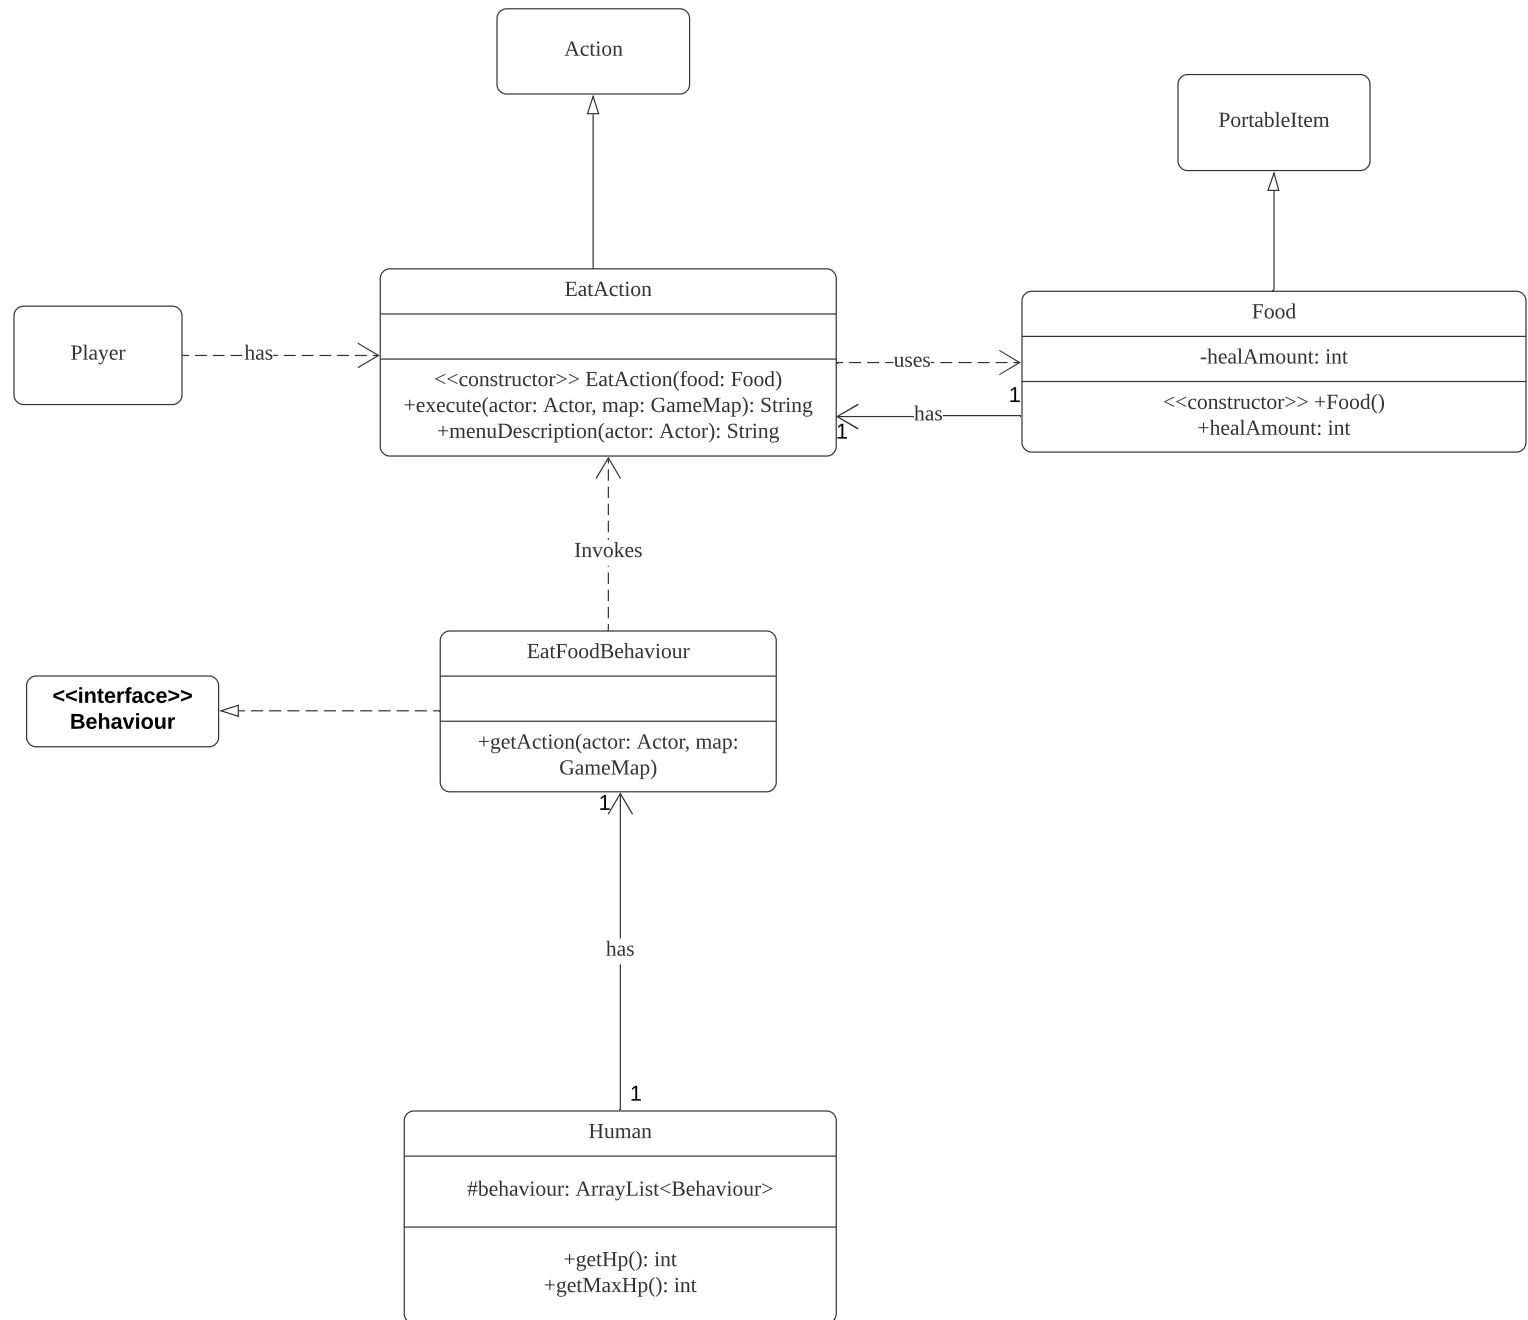 Action
PortableItem
EatAction
<<constructor>> EatAction(food: Food)
+execute(actor: Actor, map: GameMap): String
+menuDescription(actor: Actor): String
Player
has
uses
1
has
1
Food
-healAmount: int
<<constructor>> +Food()
+healAmount: int
Invokes
<<interface>>
Behaviour
EatFoodBehaviour
+getAction(actor: Actor, map:
GameMap)
1
has
1
Human
#behaviour: ArrayList<Behaviour>
+getHp(): int
+getMaxHp(): int